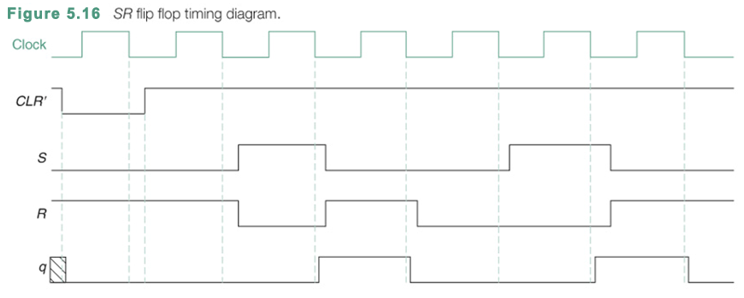 Figure 5.16 SR flip flop timing diagram.
Clock
CLR'
S
R
q